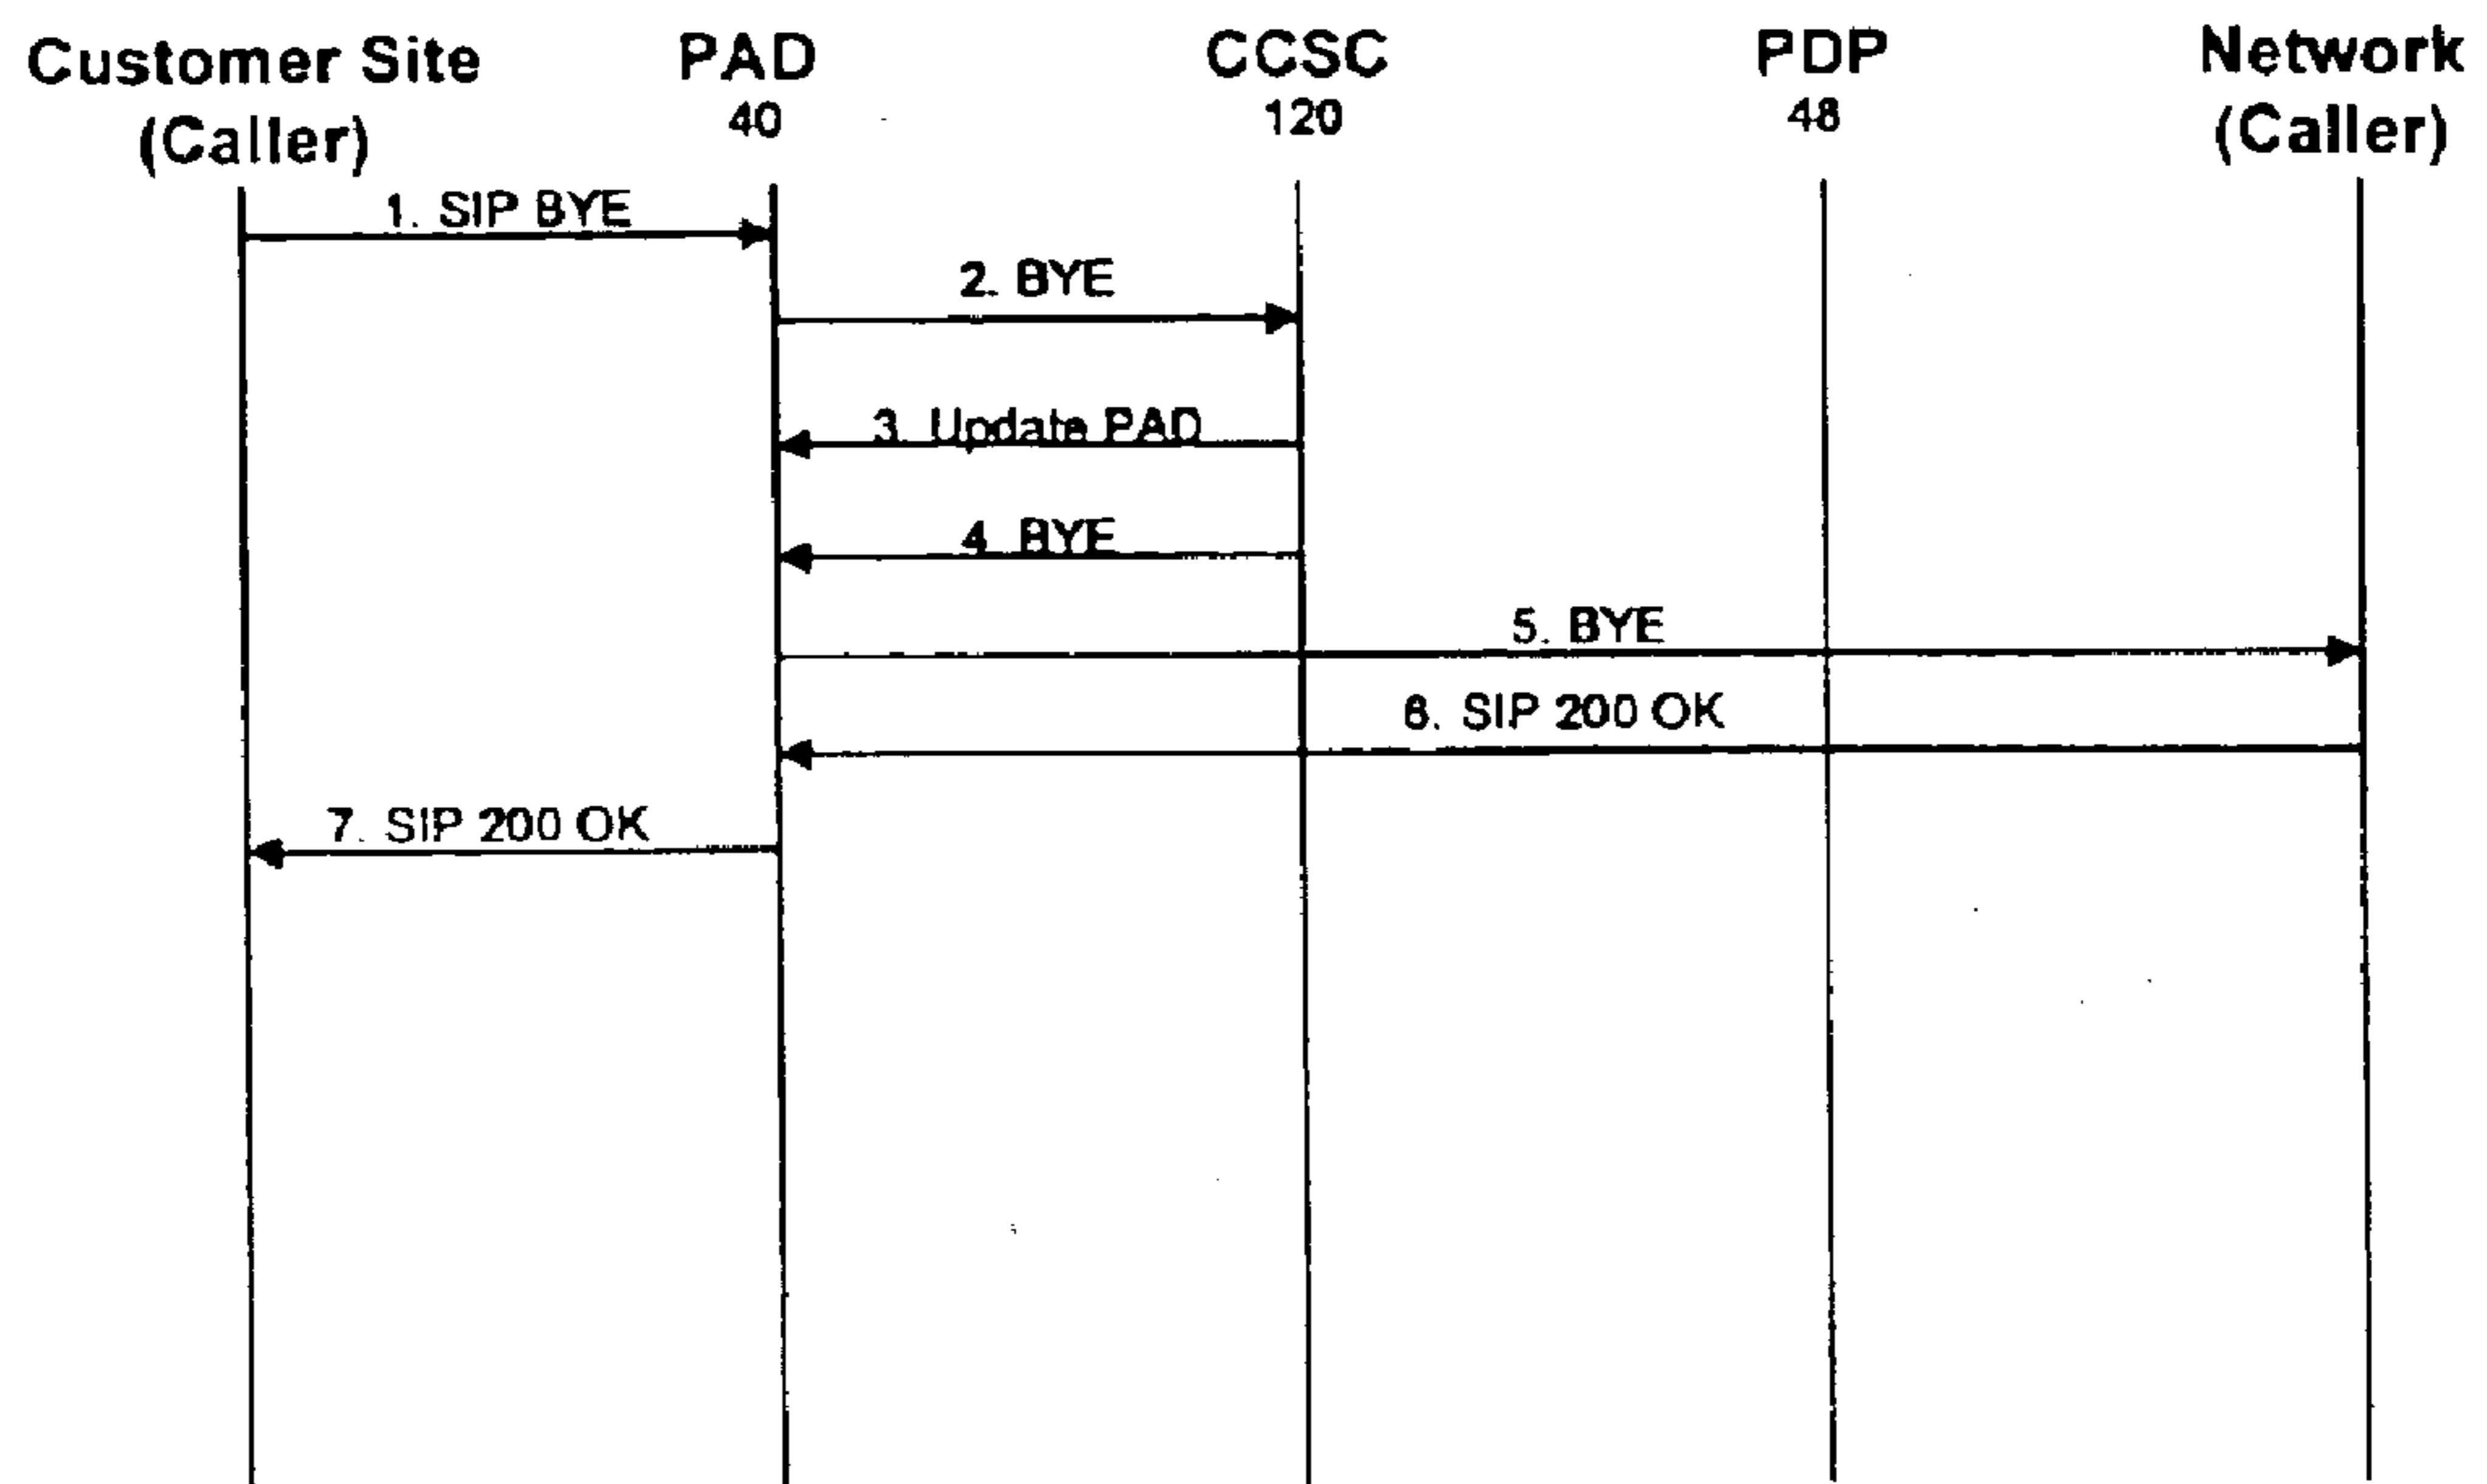 Customer Site
(Caller)
PAD
40
CCSC
120
PDP
48
Network
(Caller)
1. SIP BYE
2. BYE
3. Update PAD
4. BYE
5. BYE
6. SIP 200 OK
7. SIP 200 OK